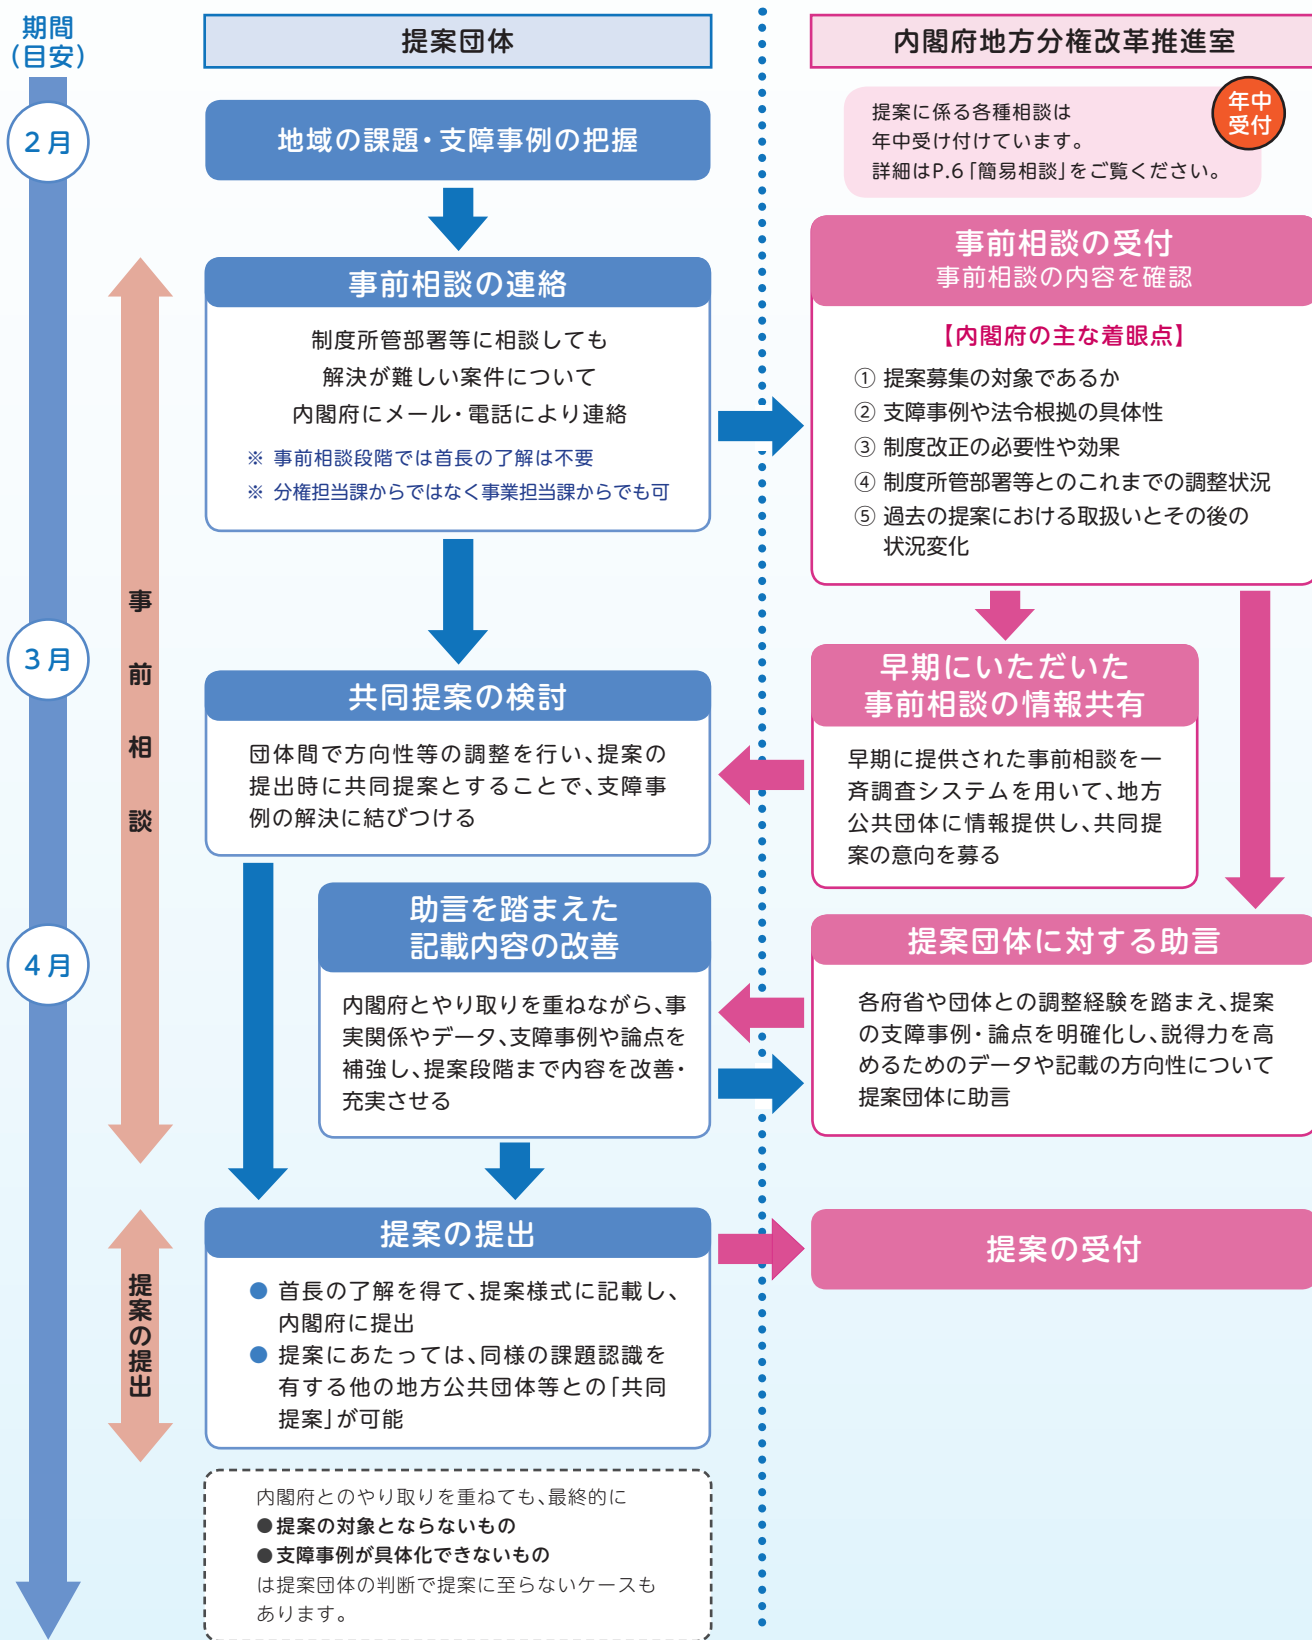 期間
(目安)
提案団体
内閣府地方分権改革推進室
2月
地域の課題・支障事例の把握
提案に係る各種相談は
年中受け付けています。
詳細はP.6「簡易相談」をご覧ください。
年中
受付
事前相談の連絡
制度所管部署等に相談しても
解決が難しい案件について
内閣府にメール・電話により連絡
※ 事前相談段階では首長の了解は不要
※ 分権担当課からではなく事業担当課からでも可
事前相談の受付
事前相談の内容を確認
【内閣府の主な着眼点】
① 提案募集の対象であるか
② 支障事例や法令根拠の具体性
③ 制度改正の必要性や効果
④ 制度所管部署等とのこれまでの調整状況
⑤ 過去の提案における取扱いとその後の
状況変化
事前相談
3月
共同提案の検討
団体間で方向性等の調整を行い、提案の
提出時に共同提案とすることで、支障事
例の解決に結びつける
早期にいただいた
事前相談の情報共有
早期に提供された事前相談を一
斉調査システムを用いて、地方
公共団体に情報提供し、共同提
案の意向を募る
4月
助言を踏まえた
記載内容の改善
内閣府とやり取りを重ねながら、事
実関係やデータ、支障事例や論点を
補強し、提案段階まで内容を改善・
充実させる
提案団体に対する助言
各府省や団体との調整経験を踏まえ、提案
の支障事例・論点を明確化し、説得力を高
めるためのデータや記載の方向性について
提案団体に助言
提案の提出
提案の提出
● 首長の了解を得て、提案様式に記載し、
内閣府に提出
● 提案にあたっては、同様の課題認識を
有する他の地方公共団体等との「共同
提案」が可能
提案の受付
内閣府とのやり取りを重ねても、最終的に
●提案の対象とならないもの
●支障事例が具体化できないもの
は提案団体の判断で提案に至らないケースも
あります。